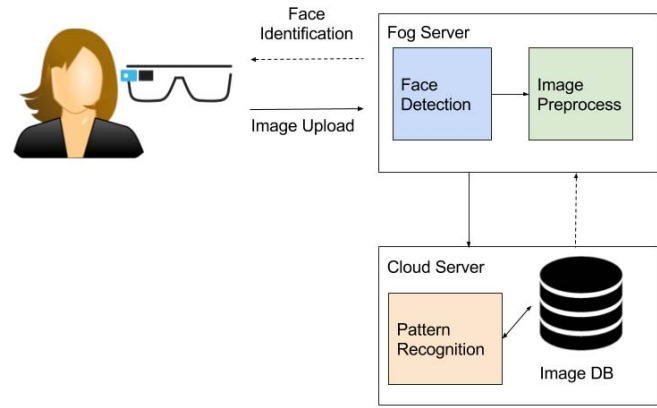 Face
Identification
Image Upload
Fog Server
Face
Detection
Image
Preprocess
Cloud Server
Pattern
Recognition
Image DB